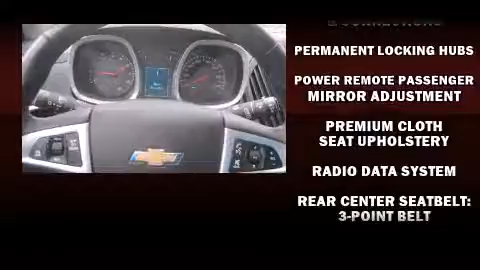 PERMANENT LOCKING HUBS
POWER REMOTE PASSENGER
MIRROR ADJUSTMENT
PREMIUM CLOTH
SEAT UPHOLSTERY
RADIO DATA SYSTEM
REAR CENTER SEATBELT:
3-POINT BELT